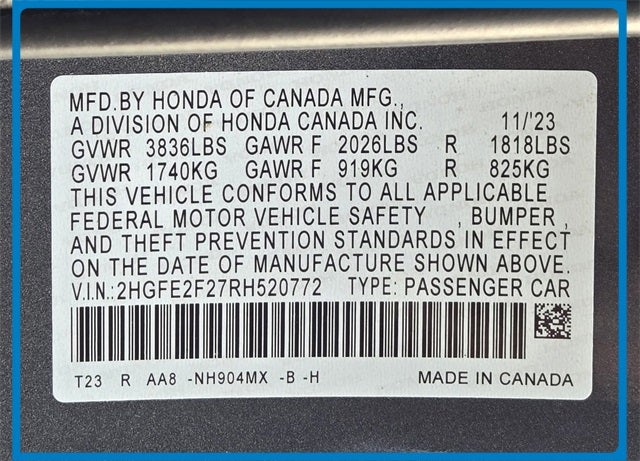 MFD.BY HONDA OF CANADA MFG.,
A DIVISION OF HONDA CANADA INC. 11/'23
GVWR 3836LBS GAWR F 2026LBS R 1818LBS
GVWR 1740KG GAWR F 919KG R 825KG
THIS VEHICLE CONFORMS TO ALL APPLICABLE
FEDERAL MOTOR VEHICLE SAFETY , BUMPER ,
AND THEFT PREVENTION STANDARDS IN EFFECT
ON THE DATE OF MANUFACTURE SHOWN ABOVE.
V.I.N.:2HGFE2F27RH520772 TYPE: PASSENGER CAR
T23 R AA8 -NH904MX -B -H MADE IN CANADA